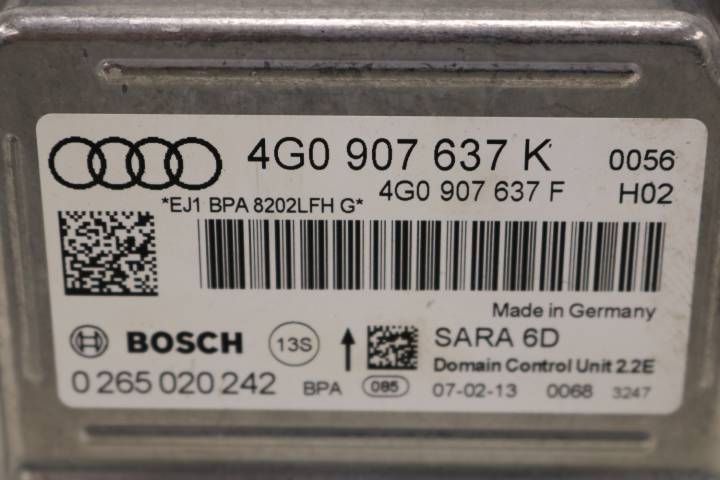 4G0 907 637 K 0056
4G0 907 637 F H02
*EJ1 BPA 8202LFH G*
Made in Germany
BOSCH 13S SARA 6D
Domain Control Unit 2.2E
0 265 020 242 BPA 085 07-02-13 0068 3247